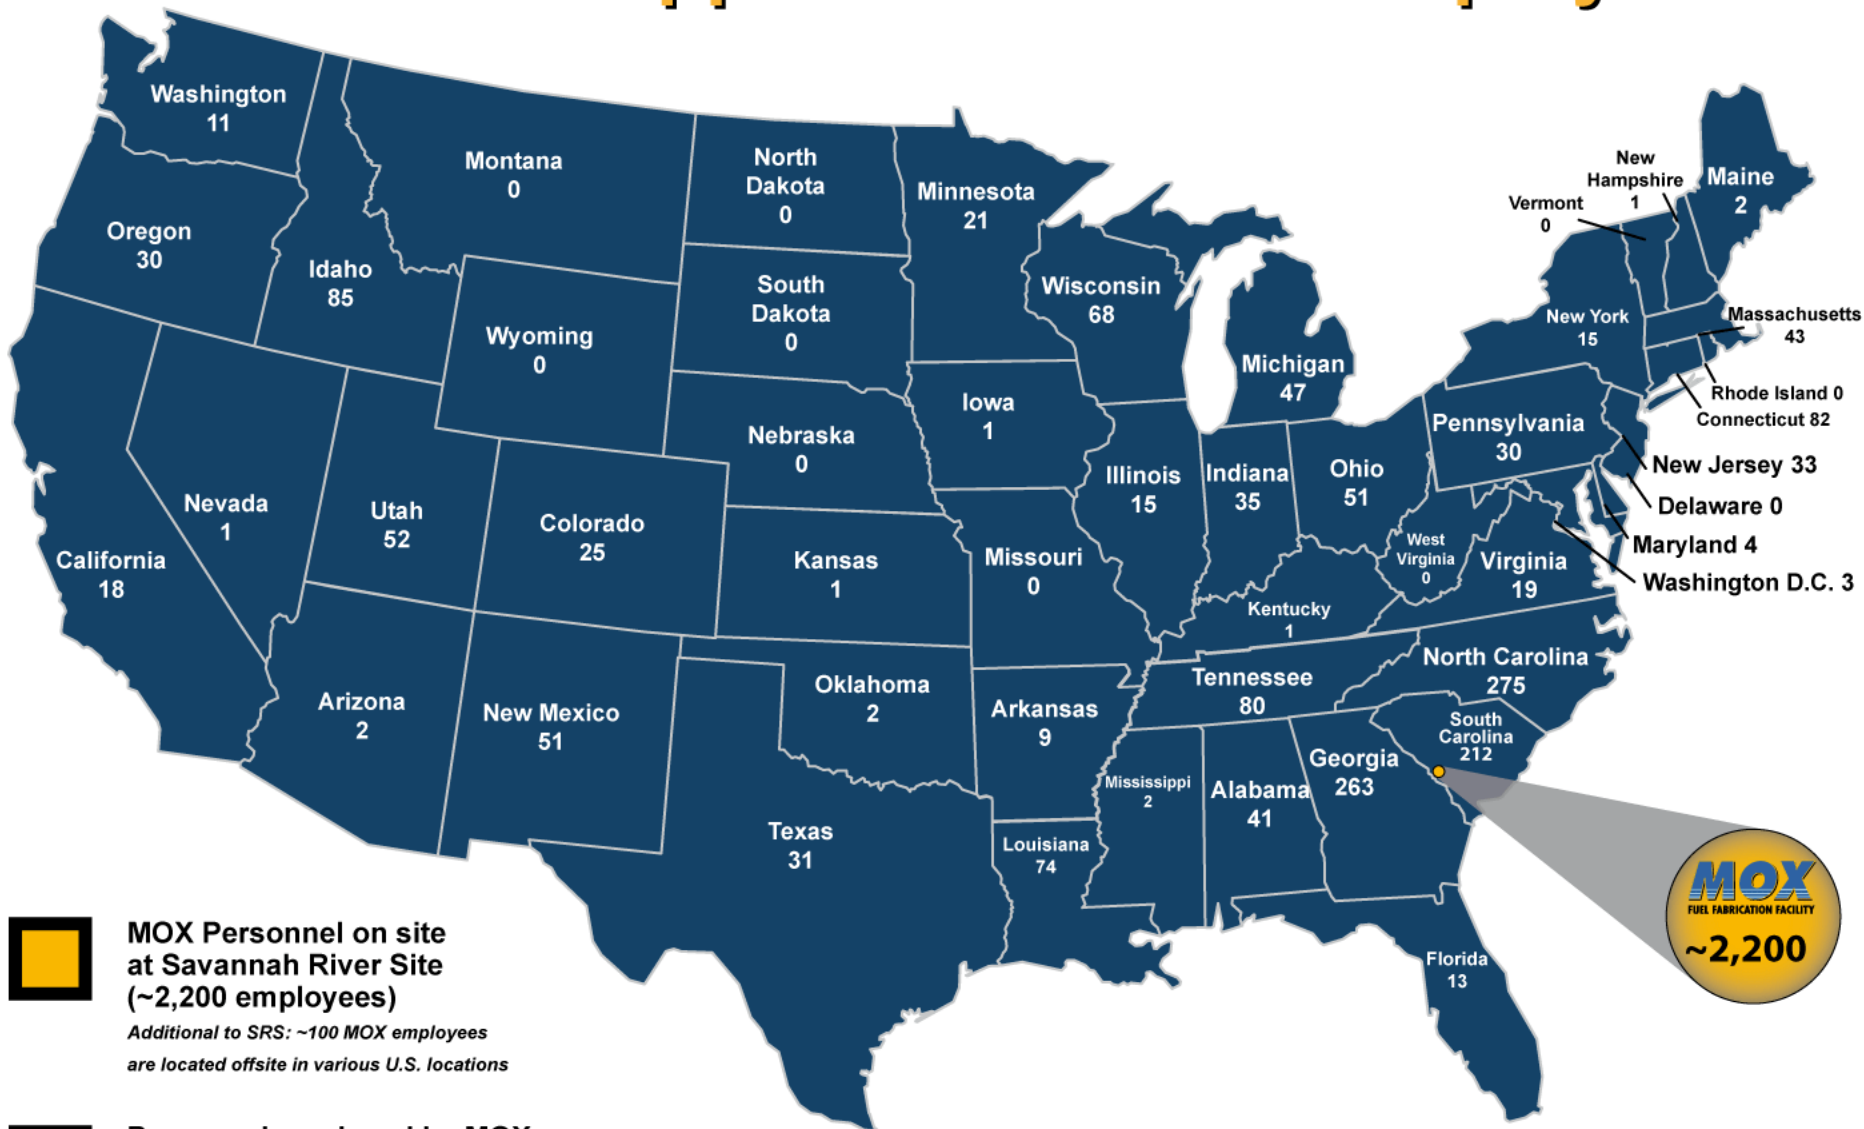 Washington
11
Montana
0
North
Dakota
0
Minnesota
21
New
Hampshire
1
Maine
2
Vermont
0
Oregon
30
Idaho
85
South
Dakota
0
Wisconsin
68
New York
15
Massachusetts
43
Wyoming
0
Michigan
47
Rhode Island 0
Connecticut 82
Iowa
1
Nebraska
0
Pennsylvania
30
New Jersey 33
Illinois
15
Indiana
35
Ohio
51
Delaware 0
Nevada
1
Utah
52
Colorado
25
West
Virginia
0
Maryland 4
California
18
Kansas
1
Missouri
0
Virginia
19
Washington D.C. 3
Kentucky
1
North Carolina
275
Tennessee
80
Arizona
2
New Mexico
51
Oklahoma
2
Arkansas
9
South
Carolina
212
Georgia
263
Mississippi
2
Alabama
41
Texas
31
Louisiana
74
MOX
FUEL FABRICATION FACILITY
~2,200
Florida
13
MOX Personnel on site
at Savannah River Site
(~2,200 employees)
Additional to SRS: ~100 MOX employees
are located offsite in various U.S. locations